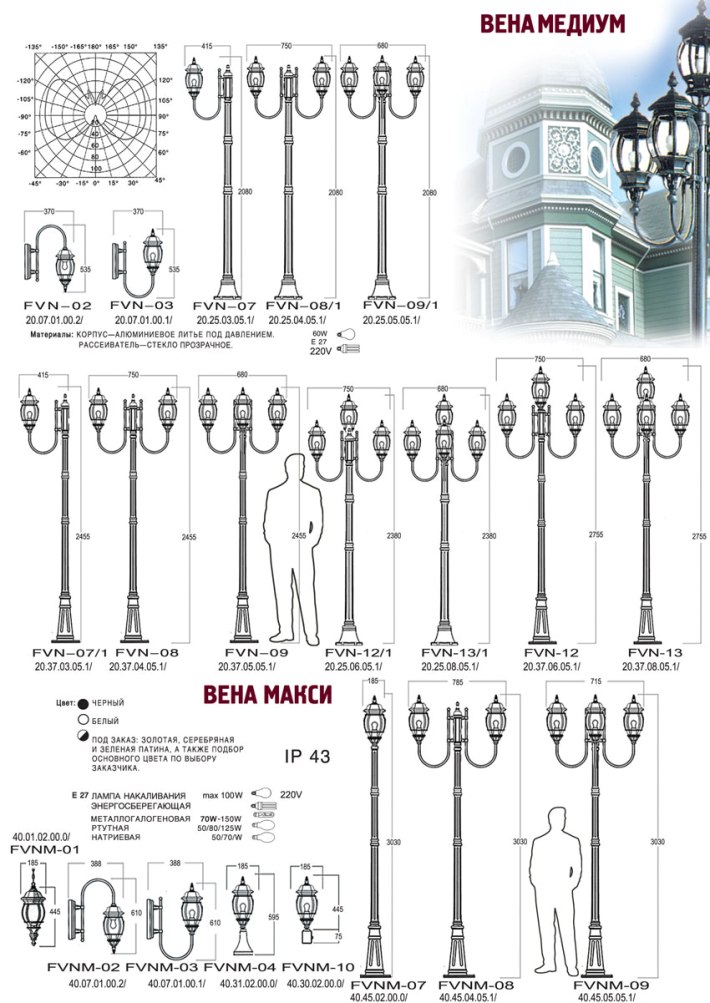 ВЕНА МЕДИУМ
-135° -150° 165° 180° 165° 150° 135°
-120° 120°
-105° 105°
-90° 90°
-75° 75°
-60° 60°
20
40
60
80
100
-45° -30° -15° 0° 15° 30° 45°
415 750 680
2080 2080 2080
370 370
535 535
FVN–02 FVN–03 FVN–07 FVN–08/1 FVN–09/1
20.07.01.00.2/ 20.07.01.00.1/ 20.25.03.05.1/ 20.25.04.05.1/ 20.25.05.05.1/
Материалы: КОРПУС—АЛЮМИНИЕВОЕ ЛИТЬЕ ПОД ДАВЛЕНИЕМ.
РАССЕИВАТЕЛЬ—СТЕКЛО ПРОЗРАЧНОЕ.
60W
E 27
220V
415 750 680 750 680 750 680
2455 2455 2455 2380 2380 2755 2755
FVN–07/1 FVN–08 FVN–09 FVN-12/1 FVN-13/1 FVN-12 FVN-13
20.37.03.05.1/ 20.37.04.05.1/ 20.37.05.05.1/ 20.25.06.05.1/ 20.25.08.05.1/ 20.37.06.05.1/ 20.37.08.05.1/
ВЕНА МАКСИ
Цвет: ЧЕРНЫЙ
БЕЛЫЙ
ПОД ЗАКАЗ: ЗОЛОТАЯ, СЕРЕБРЯНАЯ
И ЗЕЛЕНАЯ ПАТИНА, А ТАКЖЕ ПОДБОР
ОСНОВНОГО ЦВЕТА ПО ВЫБОРУ
ЗАКАЗЧИКА.
IP 43
E 27 ЛАМПА НАКАЛИВАНИЯ max 100W 220V
ЭНЕРГОСБЕРЕГАЮЩАЯ
МЕТАЛЛОГАЛОГЕНОВАЯ 70W-150W
РТУТНАЯ 50/80/125W
НАТРИЕВАЯ 50/70/W
185 785 715
3030 3030 3030
40.01.02.00.0/
FVNM-01
185 388 388 185 185
445 610 610 595 445
75
FVNM-02 FVNM-03 FVNM-04 FVNM-10
40.07.01.00.2/ 40.07.01.00.1/ 40.31.02.00.0/ 40.30.02.00.0/
FVNM-07 FVNM-08 FVNM-09
40.45.02.00.0/ 40.45.04.05.1/ 40.45.05.05.1/